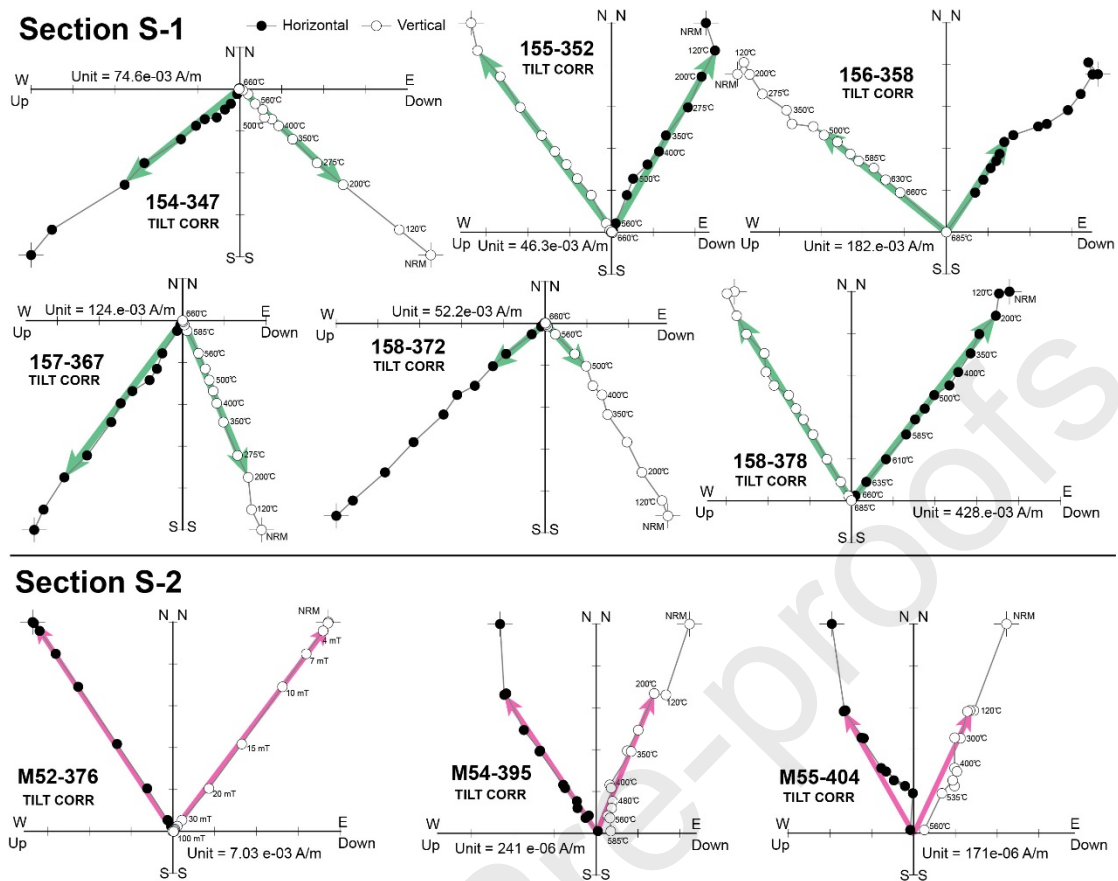 Section S-1
Horizontal Vertical
N N
W E
Up Down
Unit = 74.6e-03 A/m
660°C
560°C
500°C
400°C
350°C
275°C
200°C
120°C
NRM
154-347
TILT CORR
S S
N N
NRM
155-352
TILT CORR
120°C
200°C
275°C
350°C
400°C
500°C
560°C
660°C
W E
Up Down
Unit = 46.3e-03 A/m
S S
N N
120°C
NRM
200°C
275°C
350°C
500°C
585°C
630°C
660°C
685°C
156-358
TILT CORR
W E
Up Down
Unit = 182.e-03 A/m
S S
N N
W E
Up Down
Unit = 124.e-03 A/m
660°C
585°C
560°C
500°C
400°C
350°C
275°C
200°C
120°C
NRM
157-367
TILT CORR
S S
N N
W E
Up Down
Unit = 52.2e-03 A/m
660°C
560°C
500°C
400°C
350°C
200°C
120°C
NRM
158-372
TILT CORR
S S
N N
120°C
NRM
200°C
350°C
400°C
500°C
585°C
610°C
635°C
660°C
685°C
158-378
TILT CORR
W E
Up Down
Unit = 428.e-03 A/m
S S
Section S-2
N N
NRM
4 mT
7 mT
10 mT
15 mT
20 mT
30 mT
100 mT
M52-376
TILT CORR
W E
Up Down
Unit = 7.03 e-03 A/m
S S
N N
NRM
200°C
120°C
350°C
400°C
480°C
560°C
585°C
M54-395
TILT CORR
W E
Up Down
Unit = 241 e-06 A/m
S S
N N
NRM
120°C
300°C
400°C
535°C
560°C
M55-404
TILT CORR
W E
Up Down
Unit = 171e-06 A/m
S S
re-proofs